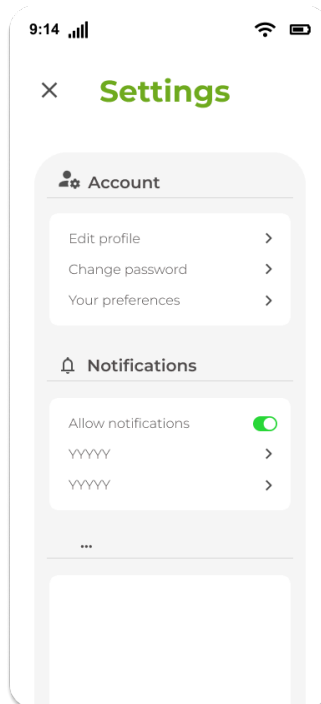 9:14
Settings
Account
Edit profile
Change password
Your preferences
Notifications
Allow notifications
YYYYY
YYYYY
...